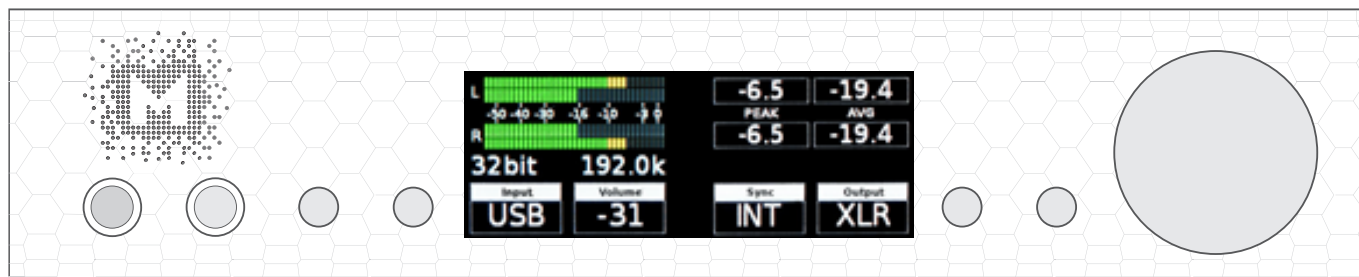 L
-6.5 -19.4
-50 -40 -30 -16 -10 -3 0
PEAK AVG
R
-6.5 -19.4
32bit 192.0k
Input Volume Sync Output
USB -31 INT XLR